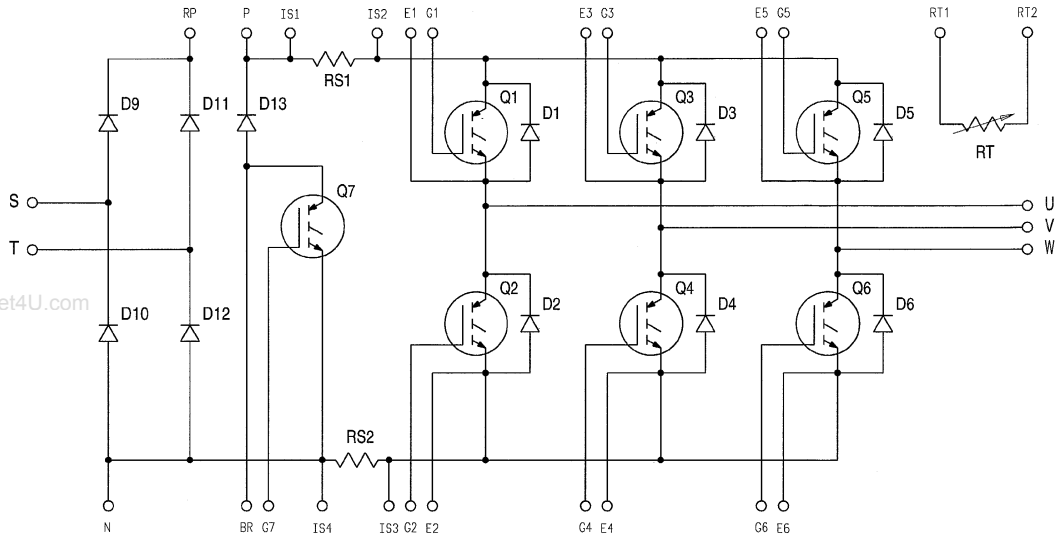 RP P IS1 IS2 E1 G1 E3 G3 E5 G5 RT1 RT2
RS1
D9 D11 D13 Q1 D1 Q3 D3 Q5 D5
RT
Q7
S
U
V
T
W
et4U.com
D10 D12 Q2 D2 Q4 D4 Q6 D6
RS2
N BR G7 IS4 IS3 G2 E2 G4 E4 G6 E6